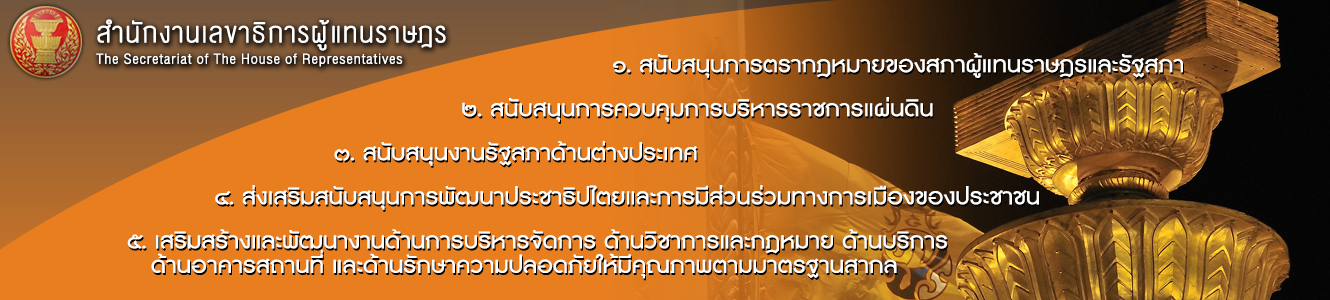 สำนักงานเลขาธิการผู้แทนราษฎร
The Secretariat of The House of Representatives
๑. สนับสนุนการตรากฎหมายของสภาผู้แทนราษฎรและรัฐสภา
๒. สนับสนุนการควบคุมการบริหารราชการแผ่นดิน
๓. สนับสนุนงานรัฐสภาด้านต่างประเทศ
๔. ส่งเสริมสนับสนุนการพัฒนาประชาธิปไตยและการมีส่วนร่วมทางการเมืองของประชาชน
๕. เสริมสร้างและพัฒนางานด้านการบริหารจัดการ ด้านวิชาการและกฎหมาย ด้านบริการ
ด้านอาคารสถานที่ และด้านรักษาความปลอดภัยให้มีคุณภาพตามมาตรฐานสากล